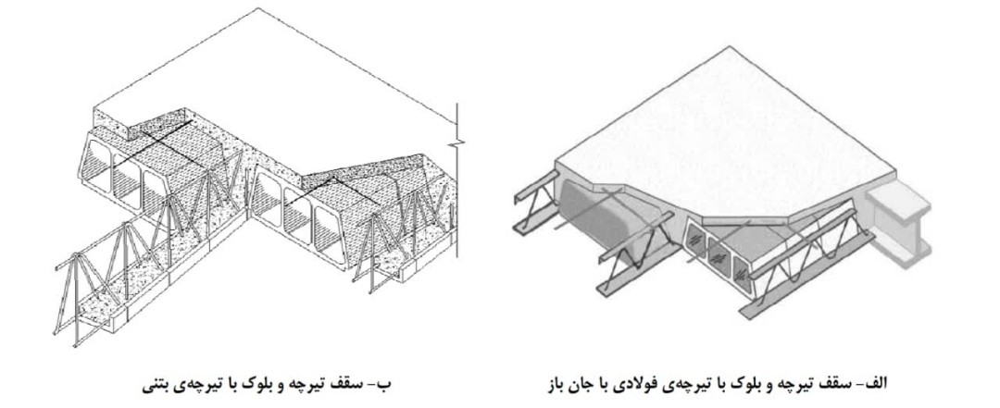 الف- سقف تیرچه و بلوک با تیرچه‌ی فولادی با جان باز
ب- سقف تیرچه و بلوک با تیرچه‌ی بتنی